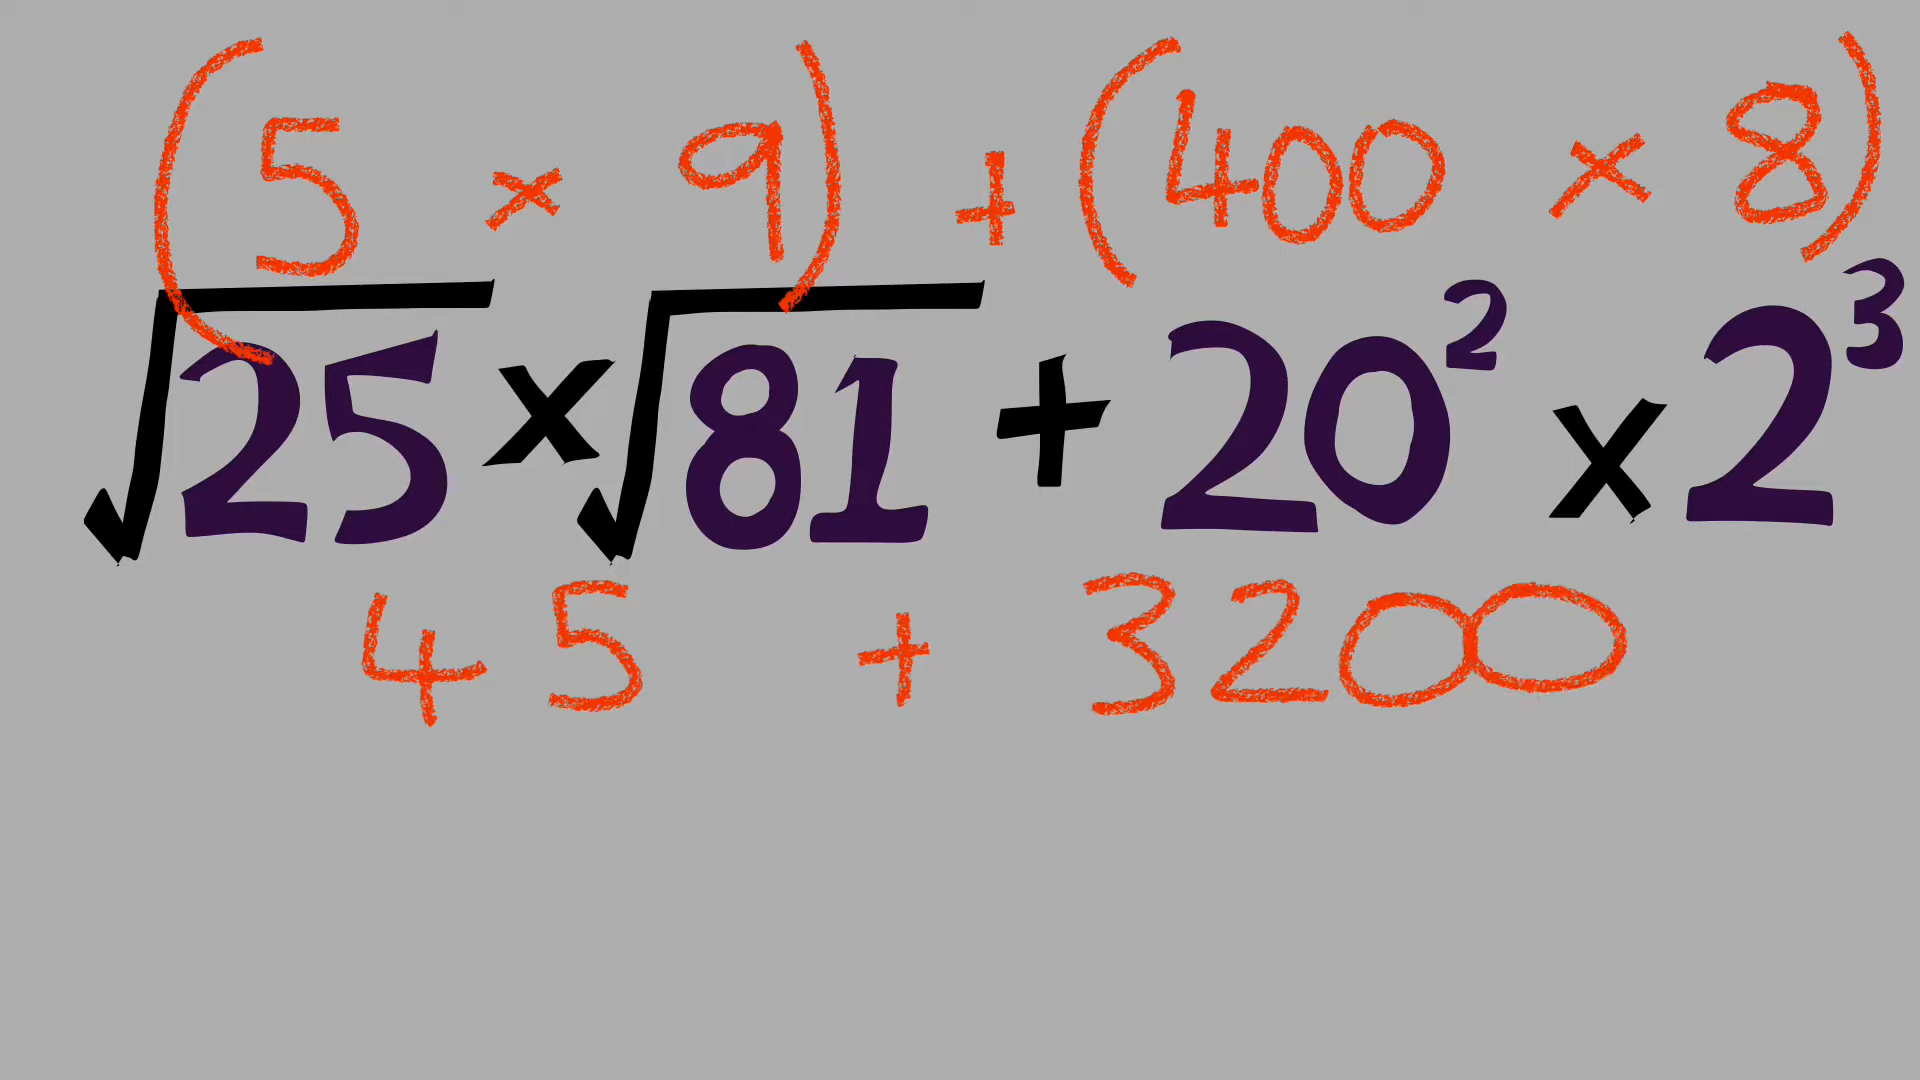 (5 × 9) + (400 × 8)
√25 × √81 + 20² × 2³
45 + 3200